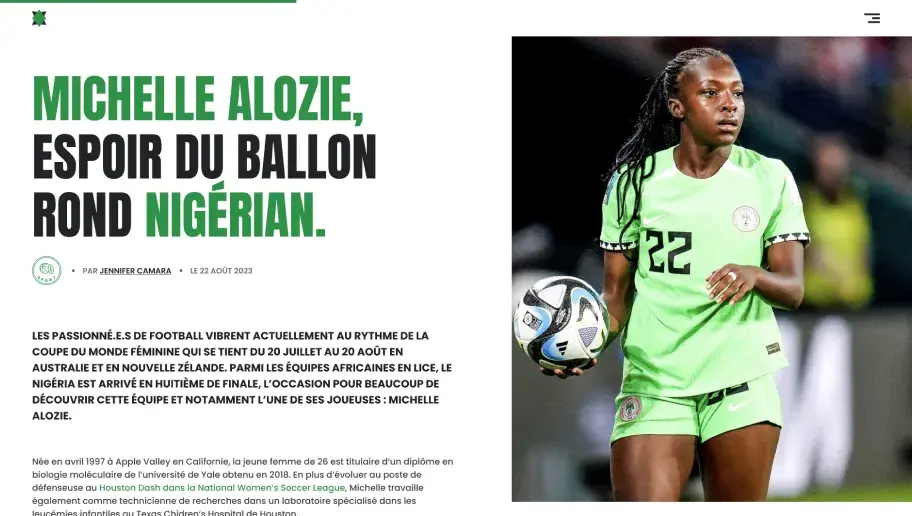 MICHELLE ALOZIE,
ESPOIR DU BALLON
ROND NIGÉRIAN.
SPORT
• PAR JENNIFER CAMARA • LE 22 AOÛT 2023
LES PASSIONNÉ.E.S DE FOOTBALL VIBRENT ACTUELLEMENT AU RYTHME DE LA
COUPE DU MONDE FÉMININE QUI SE TIENT DU 20 JUILLET AU 20 AOÛT EN
AUSTRALIE ET EN NOUVELLE ZÉLANDE. PARMI LES ÉQUIPES AFRICAINES EN LICE, LE
NIGÉRIA EST ARRIVÉ EN HUITIÈME DE FINALE, L’OCCASION POUR BEAUCOUP DE
DÉCOUVRIR CETTE ÉQUIPE ET NOTAMMENT L’UNE DE SES JOUEUSES : MICHELLE
ALOZIE.
Née en avril 1997 à Apple Valley en Californie, la jeune femme de 26 est titulaire d’un diplôme en
biologie moléculaire de l’université de Yale obtenu en 2018. En plus d’évoluer au poste de
défenseuse au Houston Dash dans la National Women’s Soccer League, Michelle travaille
également comme technicienne de recherches dans un laboratoire spécialisé dans les
leucémies infantiles au Texas Chidren’s Hospital de Houston.
22